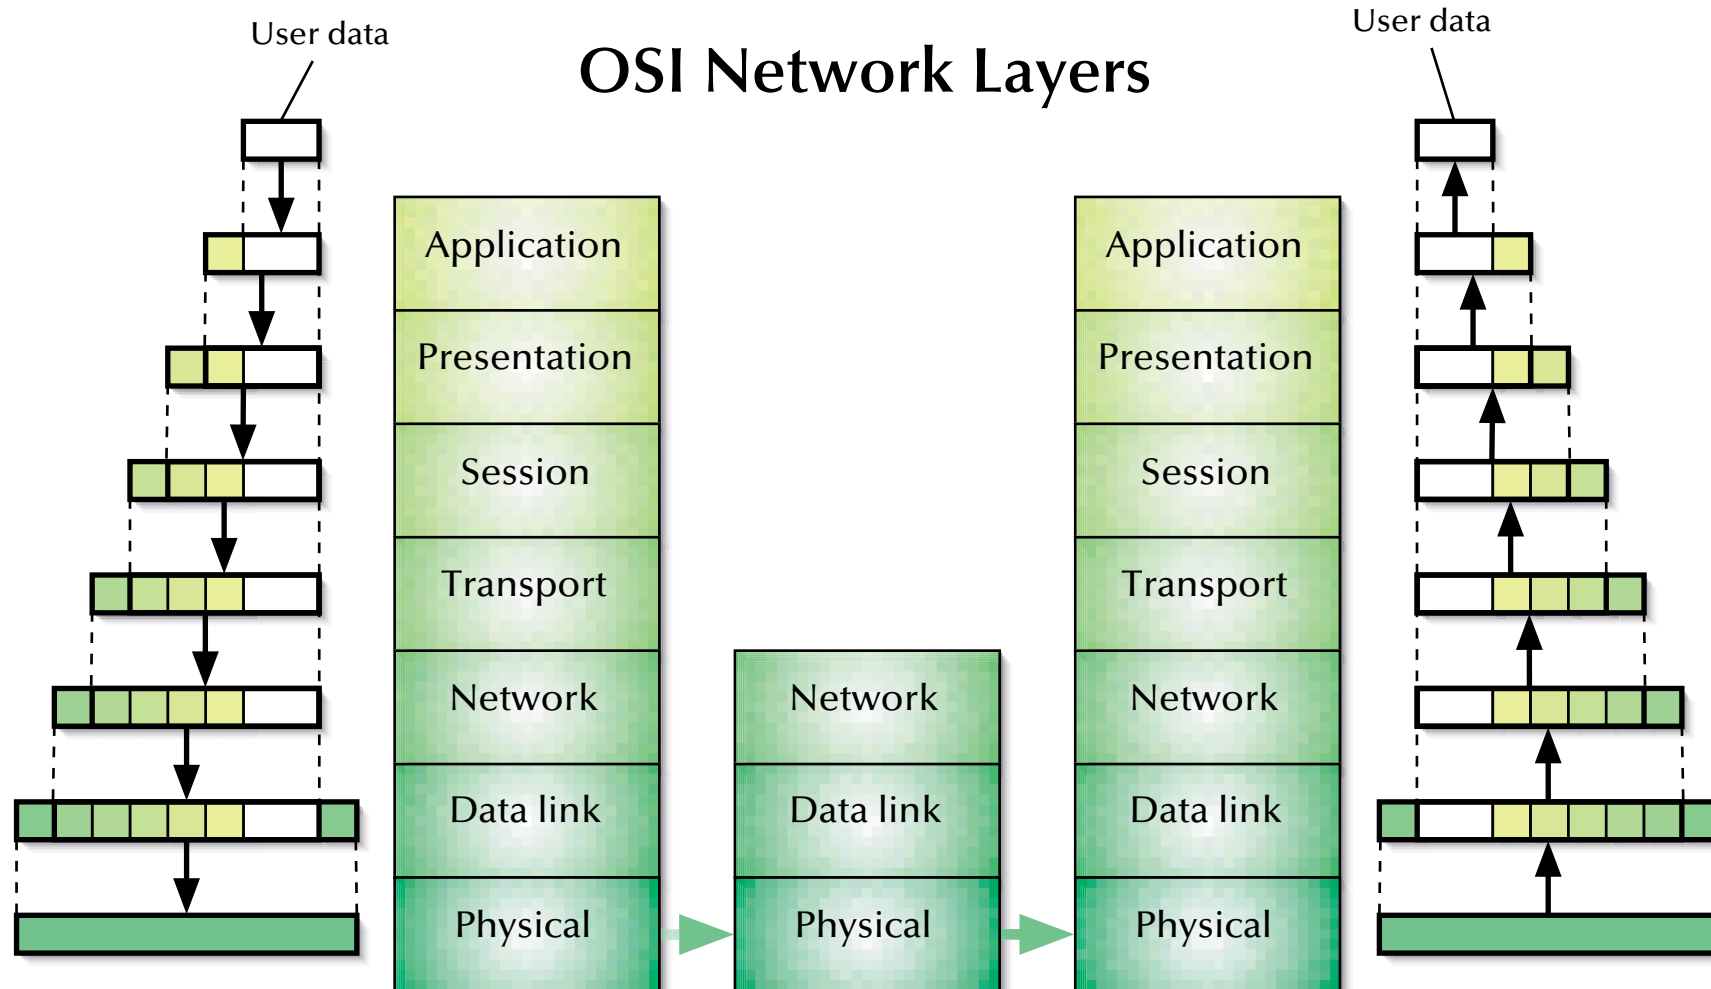 User data
User data
OSI Network Layers
Application
Application
Presentation
Presentation
Session
Session
Transport
Transport
Network
Network
Network
Data link
Data link
Data link
Physical
Physical
Physical